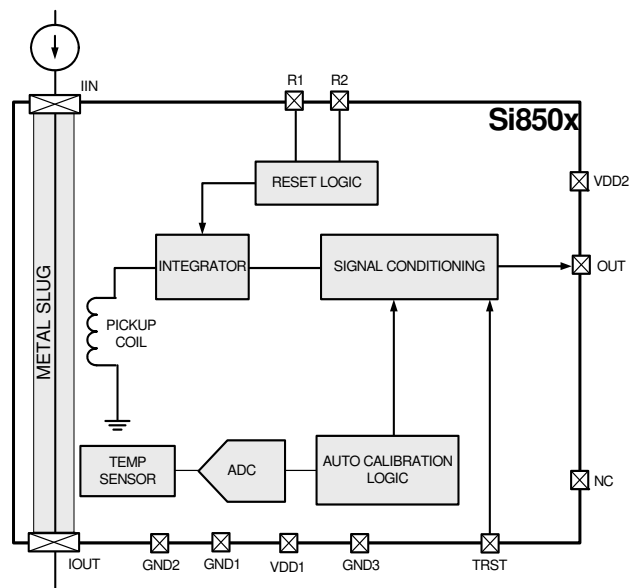 IIN
R1
R2
Si850x
RESET LOGIC
VDD2
INTEGRATOR
SIGNAL CONDITIONING
OUT
METAL SLUG
PICKUP
COIL
TEMP
SENSOR
ADC
AUTO CALIBRATION
LOGIC
NC
IOUT
GND2
GND1
VDD1
GND3
TRST